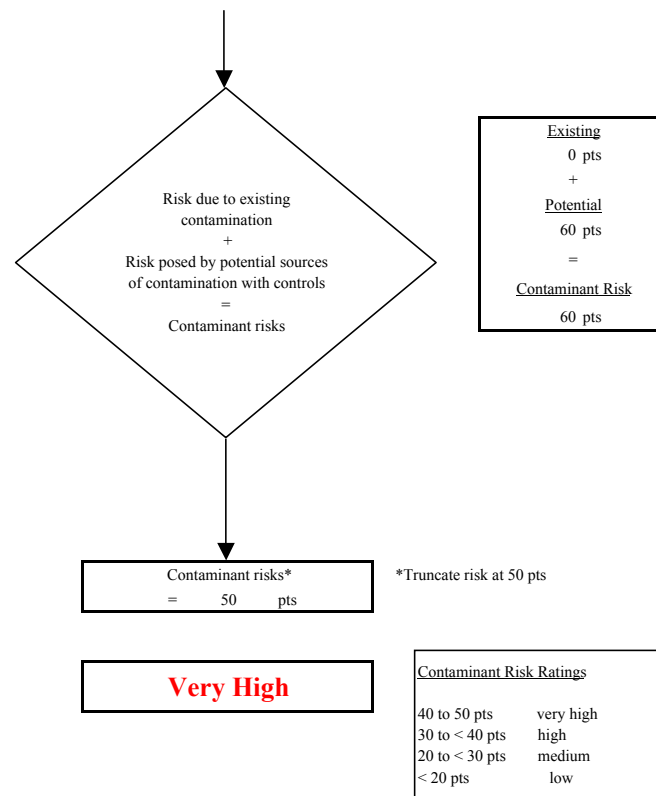 Risk due to existing
contamination
+
Risk posed by potential sources
of contamination with controls
=
Contaminant risks
Existing
0 pts
+
Potential
60 pts
=
Contaminant Risk
60 pts
Contaminant risks*
= 50 pts
*Truncate risk at 50 pts
Very High
Contaminant Risk Ratings
40 to 50 pts very high
30 to < 40 pts high
20 to < 30 pts medium
< 20 pts low